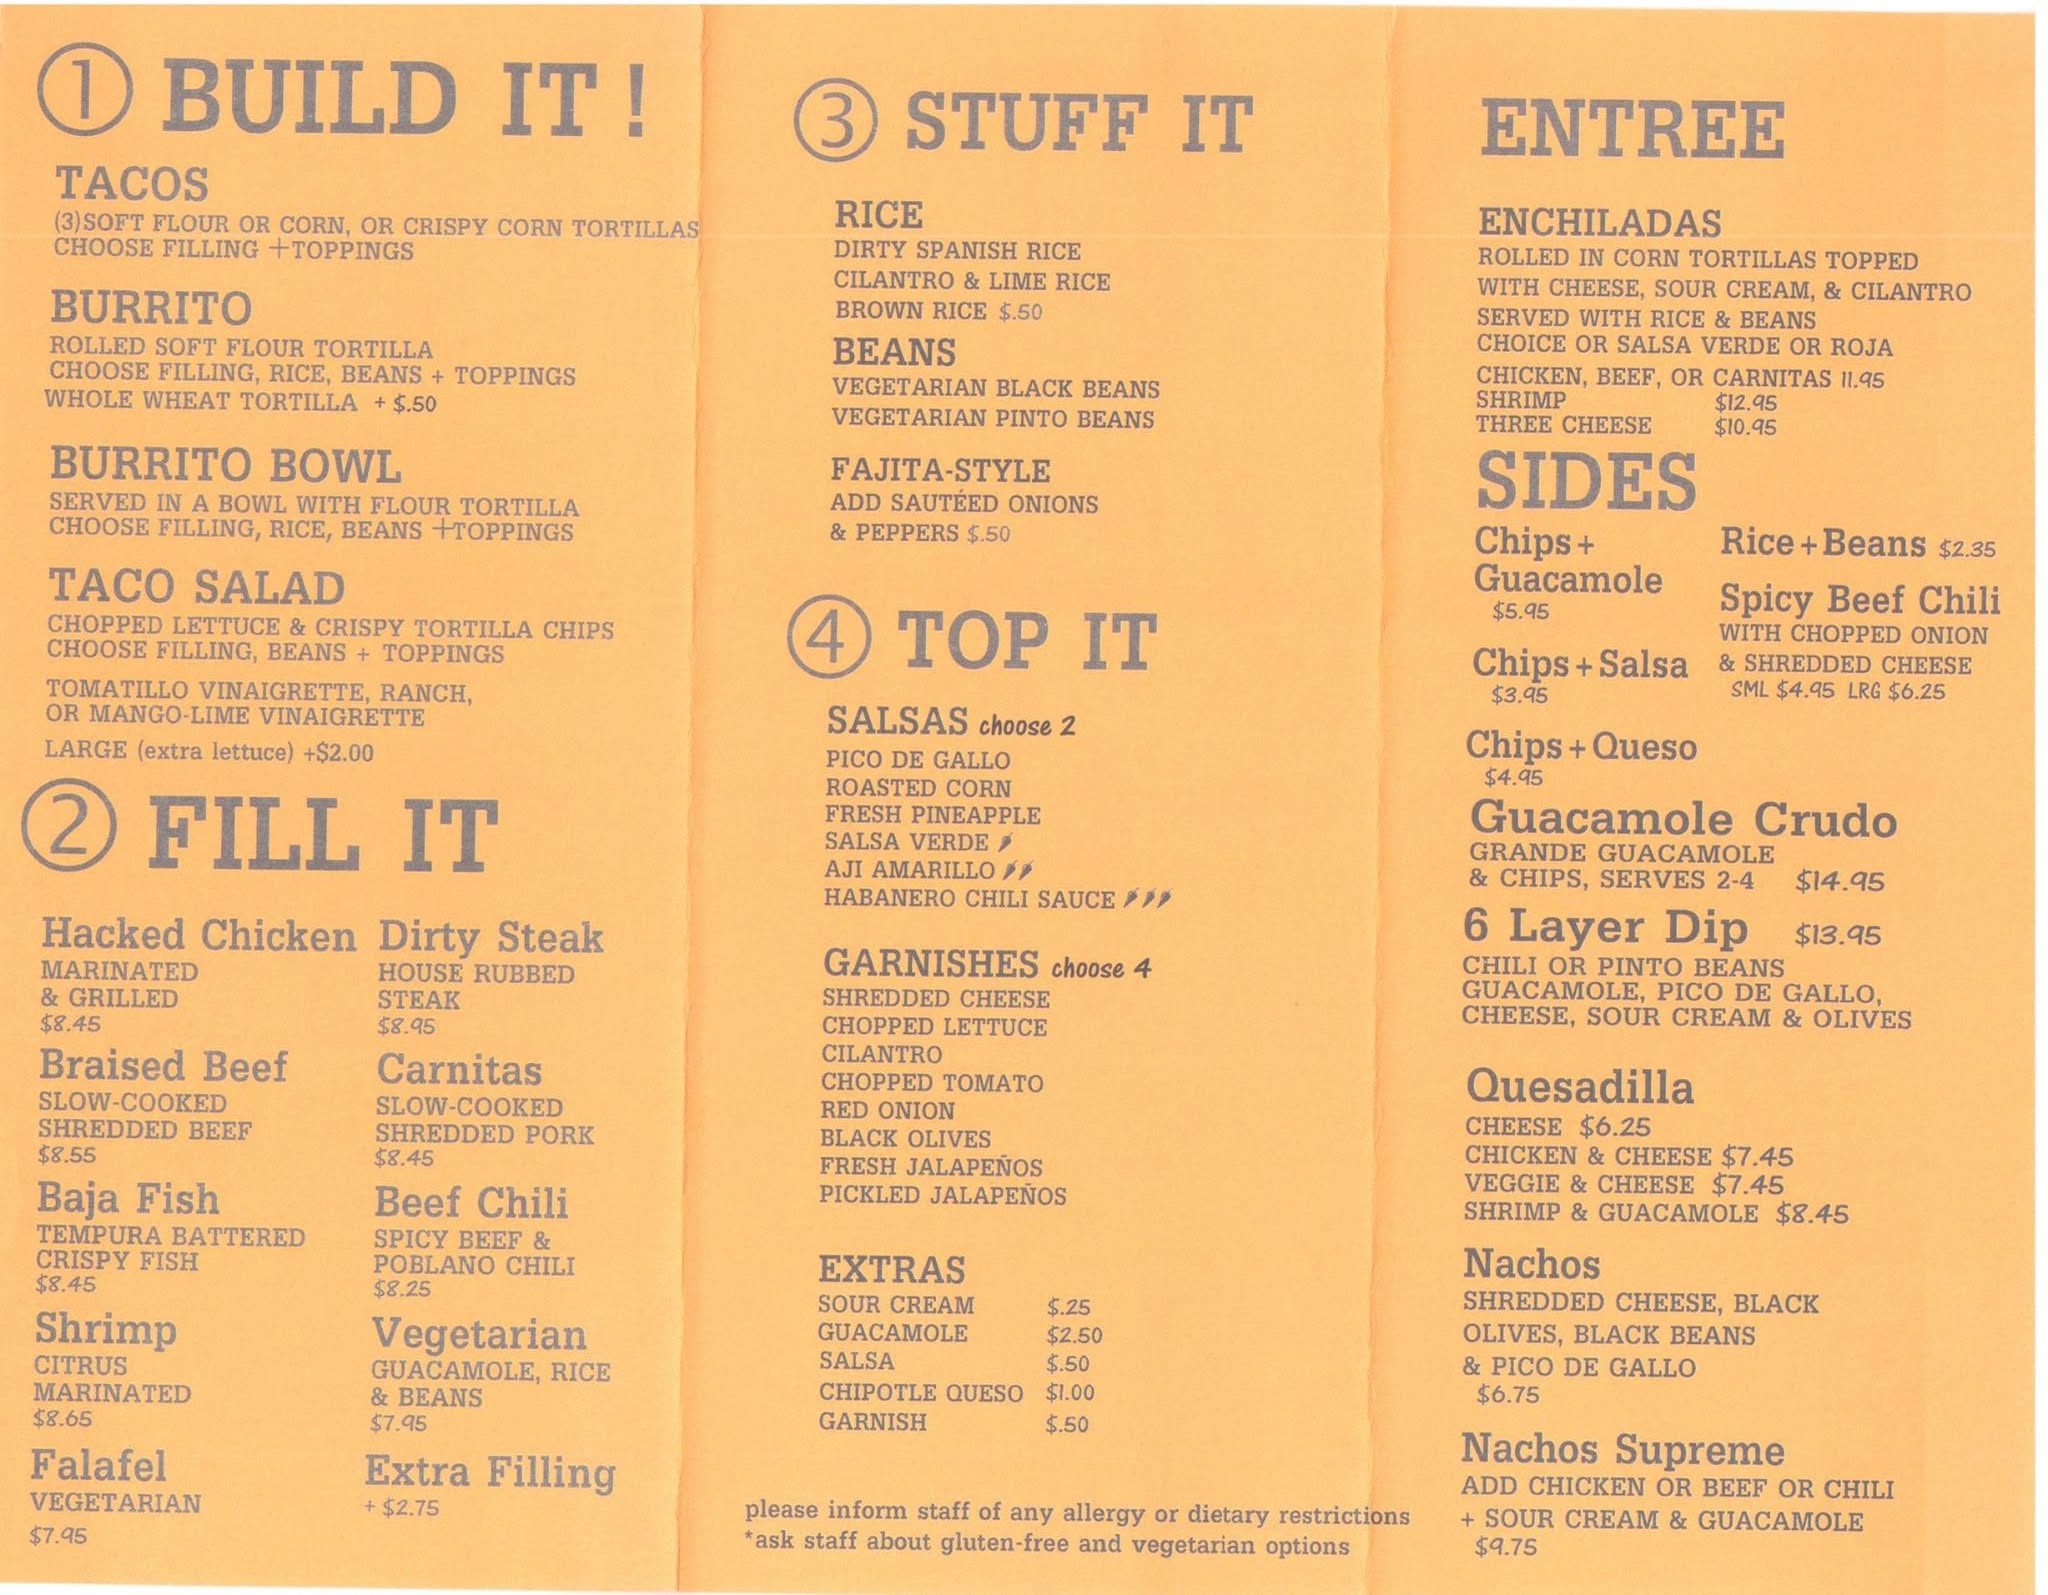 1 BUILD IT!
TACOS
(3)SOFT FLOUR OR CORN, OR CRISPY CORN TORTILLAS
CHOOSE FILLING +TOPPINGS
BURRITO
ROLLED SOFT FLOUR TORTILLA
CHOOSE FILLING, RICE, BEANS + TOPPINGS
WHOLE WHEAT TORTILLA + $.50
BURRITO BOWL
SERVED IN A BOWL WITH FLOUR TORTILLA
CHOOSE FILLING, RICE, BEANS +TOPPINGS
TACO SALAD
CHOPPED LETTUCE & CRISPY TORTILLA CHIPS
CHOOSE FILLING, BEANS + TOPPINGS
TOMATILLO VINAIGRETTE, RANCH,
OR MANGO-LIME VINAIGRETTE
LARGE (extra lettuce) +$2.00
2 FILL IT
Hacked Chicken
MARINATED
& GRILLED
$8.45
Dirty Steak
HOUSE RUBBED
STEAK
$8.95
Braised Beef
SLOW-COOKED
SHREDDED BEEF
$8.55
Carnitas
SLOW-COOKED
SHREDDED PORK
$8.45
Baja Fish
TEMPURA BATTERED
CRISPY FISH
$8.45
Beef Chili
SPICY BEEF &
POBLANO CHILI
$8.25
Shrimp
CITRUS
MARINATED
$8.65
Vegetarian
GUACAMOLE, RICE
& BEANS
$7.95
Falafel
VEGETARIAN
$7.95
Extra Filling
+ $2.75
3 STUFF IT
RICE
DIRTY SPANISH RICE
CILANTRO & LIME RICE
BROWN RICE $.50
BEANS
VEGETARIAN BLACK BEANS
VEGETARIAN PINTO BEANS
FAJITA-STYLE
ADD SAUTÉED ONIONS
& PEPPERS $.50
4 TOP IT
SALSAS choose 2
PICO DE GALLO
ROASTED CORN
FRESH PINEAPPLE
SALSA VERDE
AJI AMARILLO
HABANERO CHILI SAUCE
GARNISHES choose 4
SHREDDED CHEESE
CHOPPED LETTUCE
CILANTRO
CHOPPED TOMATO
RED ONION
BLACK OLIVES
FRESH JALAPEÑOS
PICKLED JALAPEÑOS
EXTRAS
SOUR CREAM $.25
GUACAMOLE $2.50
SALSA $.50
CHIPOTLE QUESO $1.00
GARNISH $.50
please inform staff of any allergy or dietary restrictions
*ask staff about gluten-free and vegetarian options
ENTREE
ENCHILADAS
ROLLED IN CORN TORTILLAS TOPPED
WITH CHEESE, SOUR CREAM, & CILANTRO
SERVED WITH RICE & BEANS
CHOICE OR SALSA VERDE OR ROJA
CHICKEN, BEEF, OR CARNITAS 11.95
SHRIMP $12.95
THREE CHEESE $10.95
SIDES
Chips+
Guacamole
$5.95
Chips+Salsa
$3.95
Chips+Queso
$4.95
Rice+Beans $2.35
Spicy Beef Chili
WITH CHOPPED ONION
& SHREDDED CHEESE
SML $4.95 LRG $6.25
Guacamole Crudo
GRANDE GUACAMOLE
& CHIPS, SERVES 2-4 $14.95
6 Layer Dip $13.95
CHILI OR PINTO BEANS
GUACAMOLE, PICO DE GALLO,
CHEESE, SOUR CREAM & OLIVES
Quesadilla
CHEESE $6.25
CHICKEN & CHEESE $7.45
VEGGIE & CHEESE $7.45
SHRIMP & GUACAMOLE $8.45
Nachos
SHREDDED CHEESE, BLACK
OLIVES, BLACK BEANS
& PICO DE GALLO
$6.75
Nachos Supreme
ADD CHICKEN OR BEEF OR CHILI
+ SOUR CREAM & GUACAMOLE
$9.75